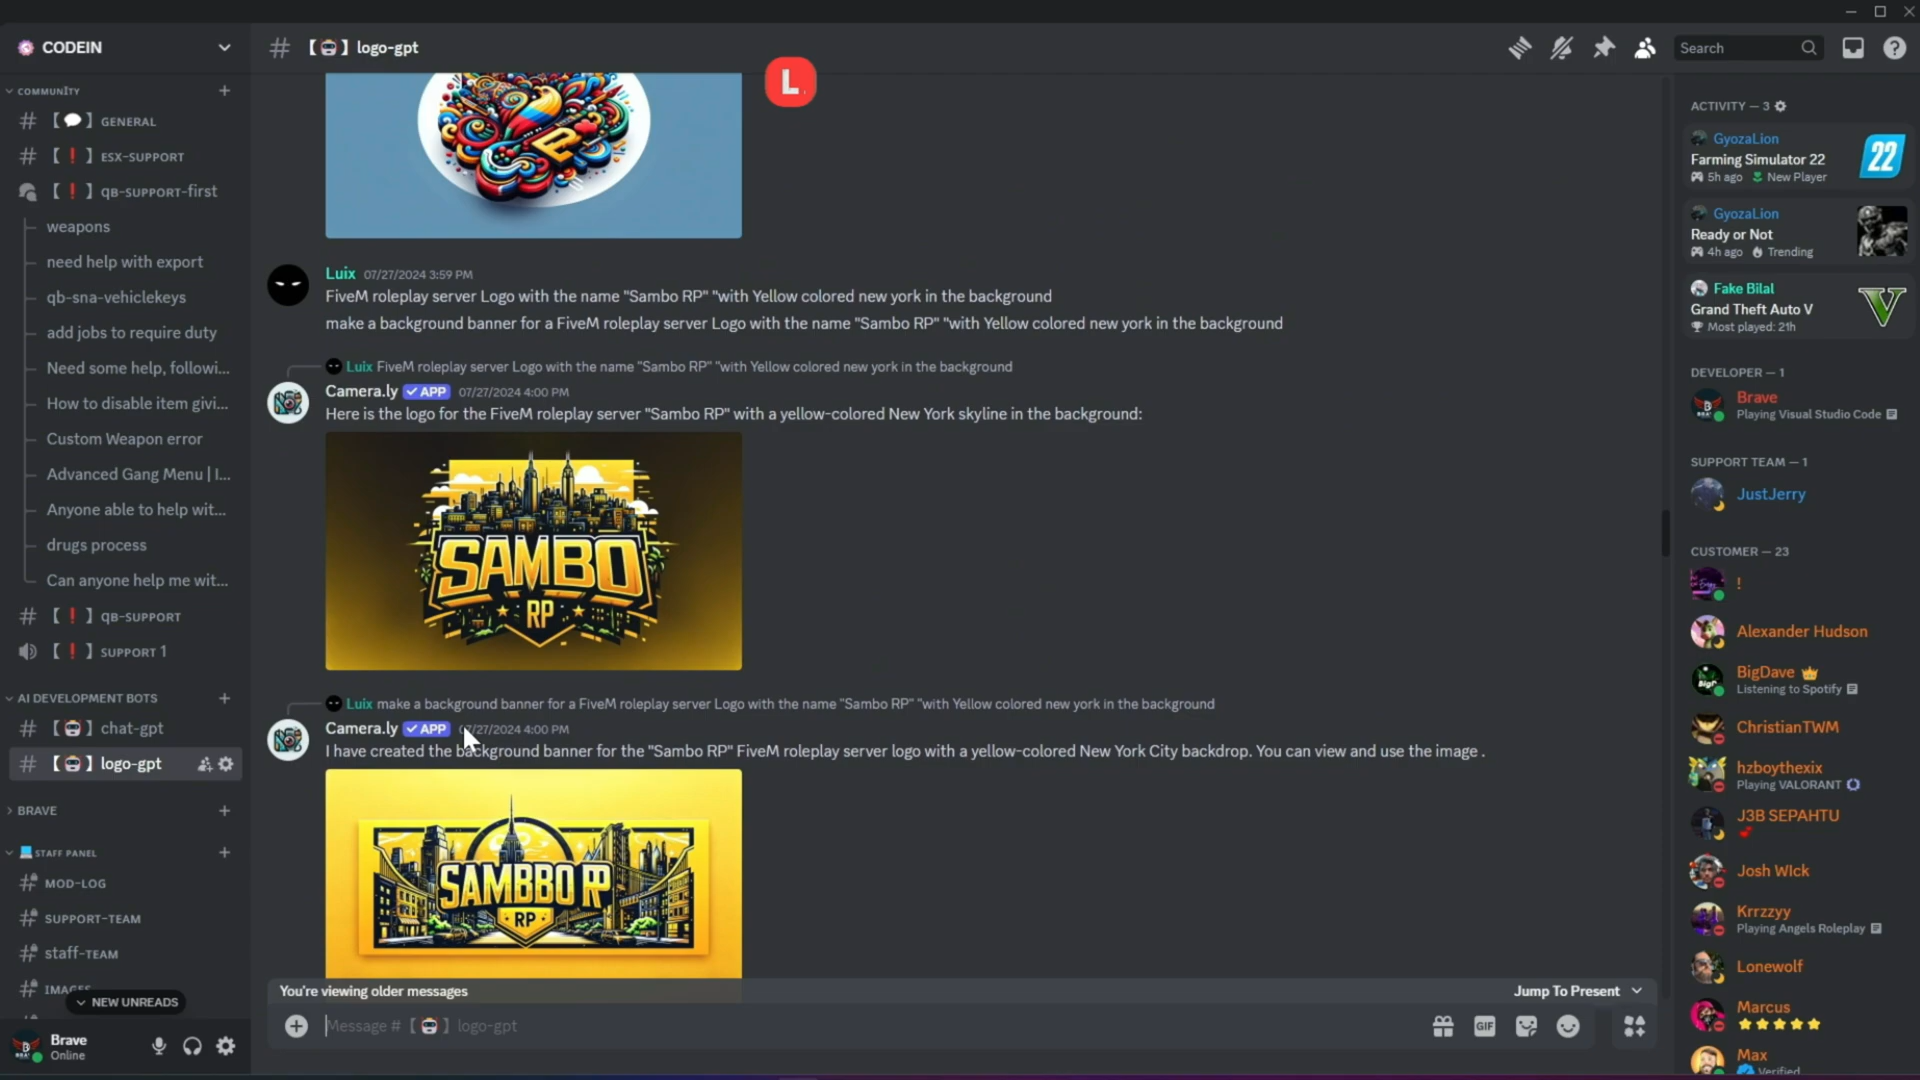 CODEIN
COMMUNITY
【💬】GENERAL
【❗】ESX-SUPPORT
【❗】QB-SUPPORT-first
weapons
need help with export
qb-sna-vehiclekeys
add jobs to require duty
Need some help, followi...
How to disable item givi...
Custom Weapon error
Advanced Gang Menu | I...
Anyone able to help wit...
drugs process
Can anyone help me wit...
【❗】QB-SUPPORT
【❗】SUPPORT 1
AI DEVELOPMENT BOTS
【🤖】chat-gpt
【🤖】logo-gpt
BRAVE
STAFF PANEL
MOD-LOG
SUPPORT-TEAM
staff-TEAM
NEW UNREADS
Brave
Online
【🤖】logo-gpt
L
Luix 07/27/2024 3:59 PM
FiveM roleplay server Logo with the name "Sambo RP" "with Yellow colored new york in the background
make a background banner for a FiveM roleplay server Logo with the name "Sambo RP" "with Yellow colored new york in the background
Luix FiveM roleplay server Logo with the name "Sambo RP" "with Yellow colored new york in the background
Camera.ly ✓ APP 07/27/2024 4:00 PM
Here is the logo for the FiveM roleplay server "Sambo RP" with a yellow-colored New York skyline in the background:
SAMBO
RP
Luix make a background banner for a FiveM roleplay server Logo with the name "Sambo RP" "with Yellow colored new york in the background
Camera.ly ✓ APP 07/27/2024 4:00 PM
I have created the background banner for the "Sambo RP" FiveM roleplay server logo with a yellow-colored New York City backdrop. You can view and use the image .
SAMBBO RP
RP
You're viewing older messages
Jump To Present
Message #【🤖】logo-gpt
GIF
Search
ACTIVITY — 3
GyozaLion
Farming Simulator 22
5h ago New Player
22
GyozaLion
Ready or Not
4h ago Trending
Fake Bilal
Grand Theft Auto V
Most played: 21h
V
DEVELOPER — 1
Brave
Playing Visual Studio Code
SUPPORT TEAM — 1
JustJerry
CUSTOMER — 23
!
Alexander Hudson
BigDave
Listening to Spotify
ChristianTWM
hzboythexix
Playing VALORANT
J3B SEPAHTU
Josh WIck
Krrzzyy
Playing Angels Roleplay
Lonewolf
Marcus
Max
Verified